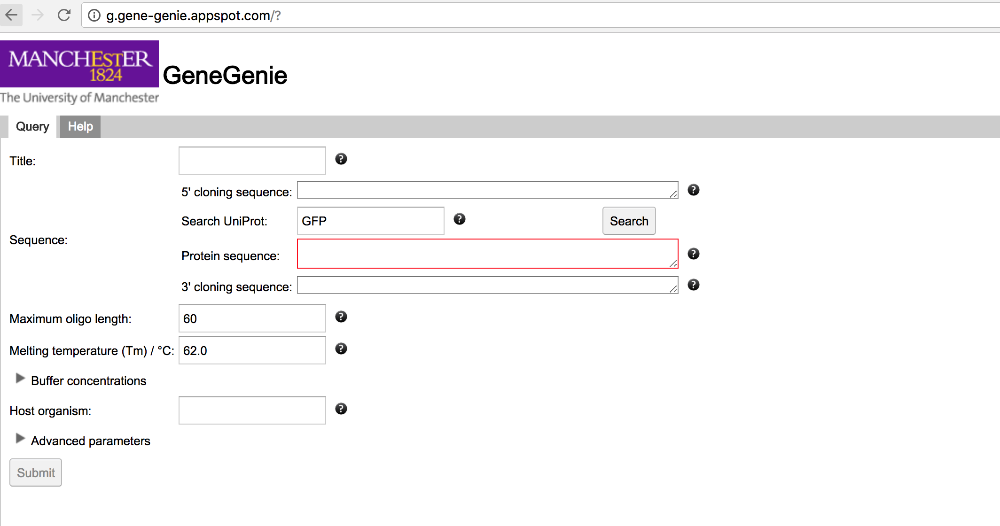 g.gene-genie.appspot.com/?
MANCHESTER
1824
The University of Manchester
GeneGenie
Query Help
Title: ?
5' cloning sequence: ?
Search UniProt: GFP ? Search
Sequence:
Protein sequence: ?
3' cloning sequence: ?
Maximum oligo length: 60 ?
Melting temperature (Tm) / °C: 62.0 ?
Buffer concentrations
Host organism: ?
Advanced parameters
Submit